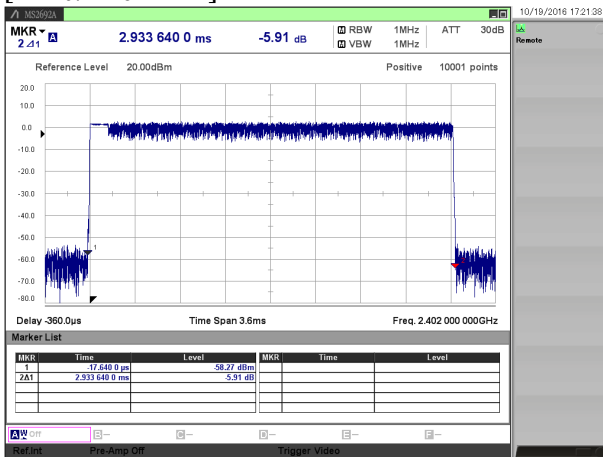 MS2692A
10/19/2016 17:21:38
MKR A 2.933 640 0 ms -5.91 dB RBW 1MHz ATT 30dB
2Δ1 VBW 1MHz
Remote
Reference Level 20.00dBm Positive 10001 points
20.0
10.0
0.0
-10.0
-20.0
-30.0
-40.0
-50.0
-60.0
-70.0
-80.0
1
Delay -360.0µs Time Span 3.6ms Freq. 2.402 000 000GHz
Marker List
MKR Time Level MKR Time Level
1 -17.640 0 µs -58.27 dBm
2Δ1 2.933 640 0 ms -5.91 dB
A W Off B-- C-- D-- E-- F--
Ref.Int Pre-Amp Off Trigger Video